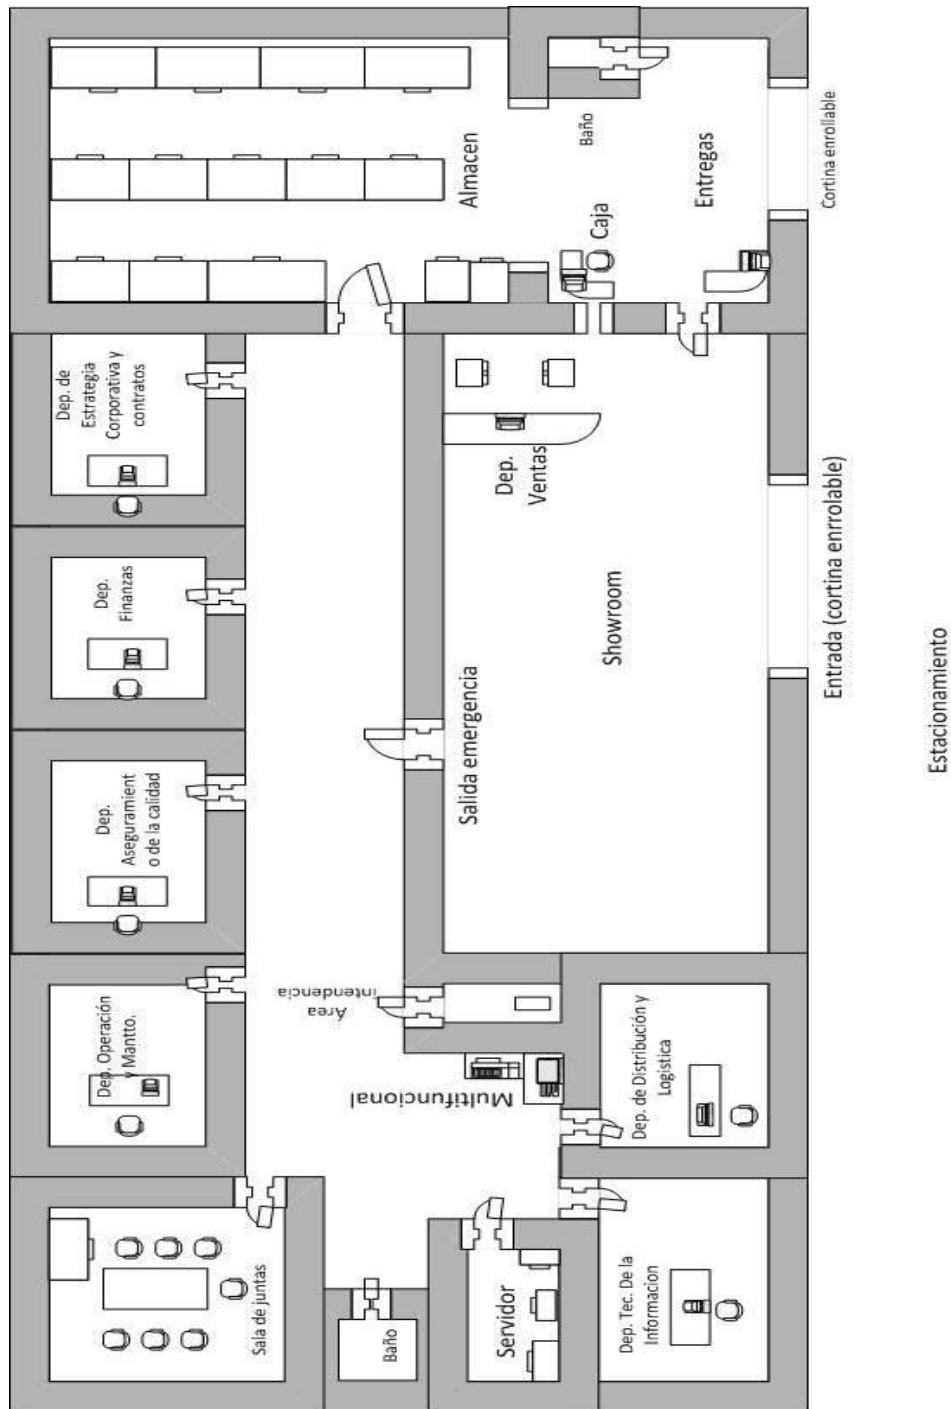 Almacen
Baño
Caja
Entregas
Cortina enrollable
Dep. de
Estrategia
Corporativa y
contratos
Dep.
Finanzas
Dep.
Aseguramient
o de la calidad
Dep. Operación
y Mantto.
Sala de juntas
Dep.
Ventas
Showroom
Salida emergencia
Entrada (cortina enrrolable)
Estacionamiento
Área
intendencia
Multifuncional
Dep. de Distribución y
Logistica
Baño
Servidor
Dep. Tec. De la
Informacion